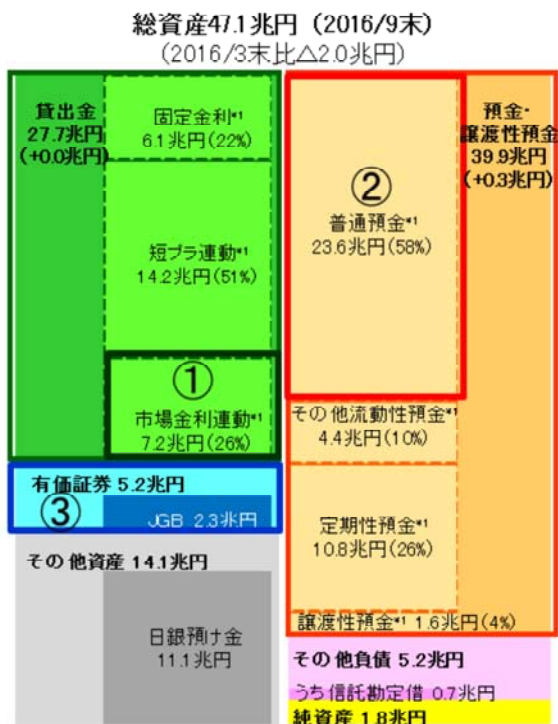 総資産47.1兆円（2016/9末）
（2016/3末比△2.0兆円）
貸出金
27.7兆円
(+0.0兆円)
固定金利*1
6.1兆円(22%)
短プラ連動*1
14.2兆円(51%)
①
市場金利連動*1
7.2兆円(26%)
有価証券 5.2兆円
③
JGB 2.3兆円
その他資産 14.1兆円
日銀預け金
11.1兆円
預金・
譲渡性預金
39.9兆円
(+0.3兆円)
②
普通預金*1
23.6兆円(58%)
その他流動性預金*1
4.4兆円(10%)
定期性預金*1
10.8兆円(26%)
譲渡性預金*1 1.6兆円(4%)
その他負債 5.2兆円
うち信託勘定借 0.7兆円
純資産 1.8兆円